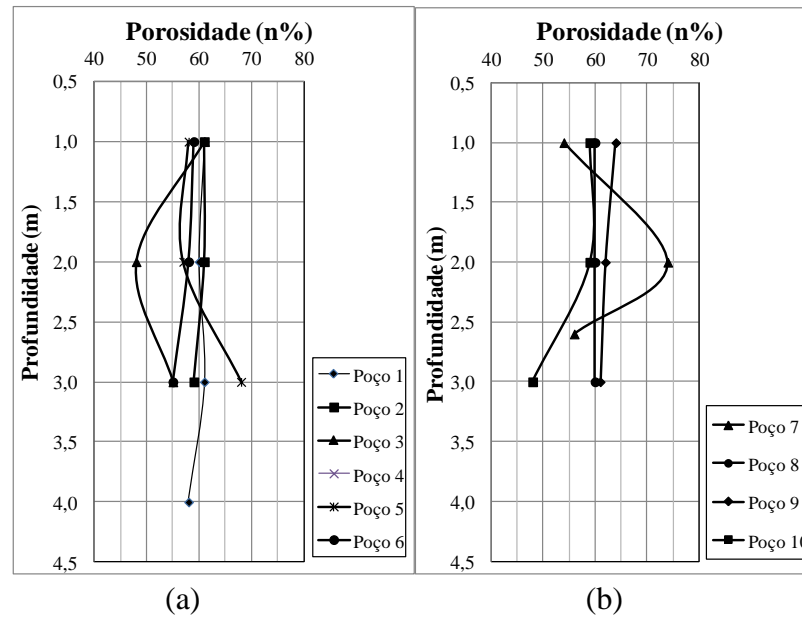 Porosidade (n%)
40 50 60 70 80
0,5
1,0
1,5
2,0
2,5
3,0
3,5
4,0
4,5
Profundidade (m)
Poço 1
Poço 2
Poço 3
Poço 4
Poço 5
Poço 6
(a)
Porosidade (n%)
40 50 60 70 80
0,5
1,0
1,5
2,0
2,5
3,0
3,5
4,0
4,5
Profundidade (m)
Poço 7
Poço 8
Poço 9
Poço 10
(b)